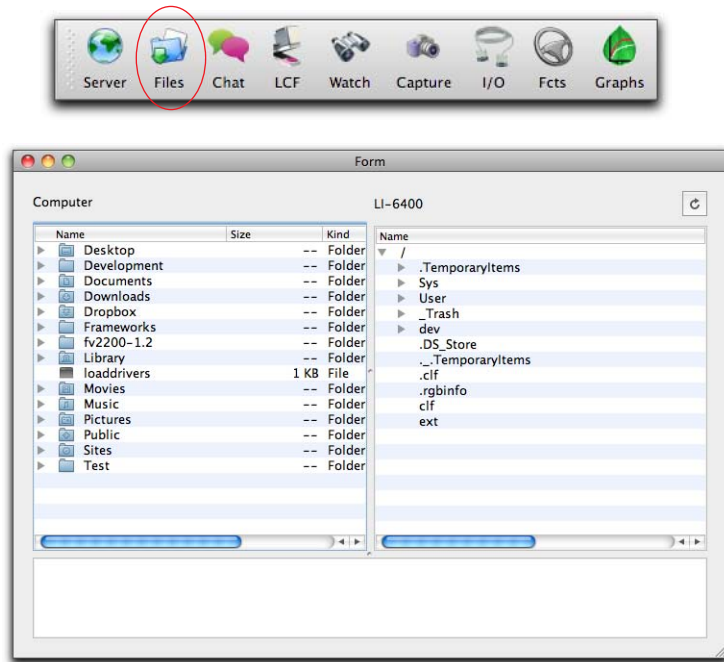 Server Files Chat LCF Watch Capture I/O Fcts Graphs
Form
Computer
Name Size Kind
Desktop -- Folder
Development -- Folder
Documents -- Folder
Downloads -- Folder
Dropbox -- Folder
Frameworks -- Folder
fv2200-1.2 -- Folder
Library -- Folder
loaddrivers 1 KB File
Movies -- Folder
Music -- Folder
Pictures -- Folder
Public -- Folder
Sites -- Folder
Test -- Folder
LI-6400
Name
/
.TemporaryItems
Sys
User
_Trash
dev
.DS_Store
._.TemporaryItems
.clf
.rgbinfo
clf
ext